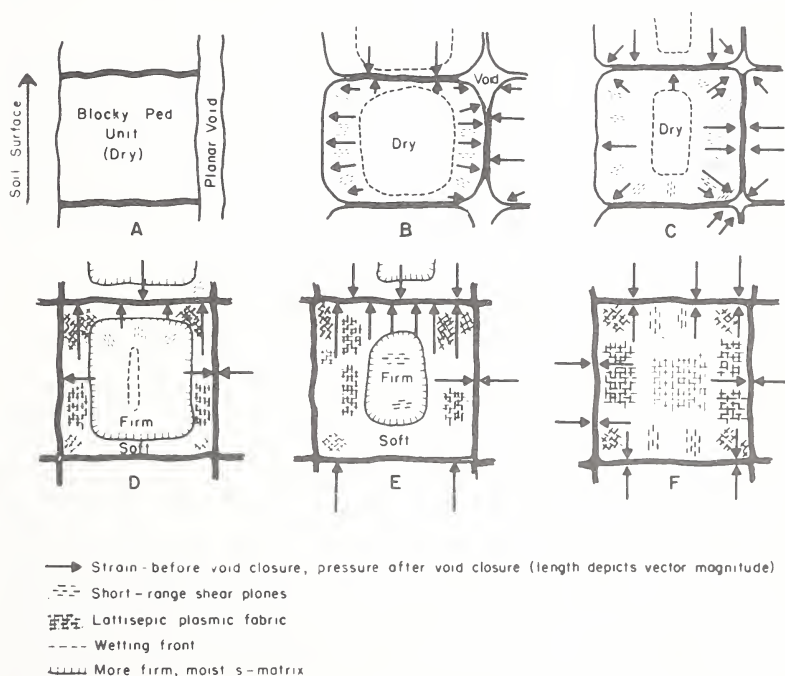 Soil Surface
Blocky Ped
Unit
(Dry)
Planar Void
A
Dry
Void
B
Dry
C
Firm
Soft
D
Firm
Soft
E
F
Strain - before void closure, pressure after void closure (length depicts vector magnitude)
Short - range shear planes
Lattisepic plasmic fabric
Wetting front
More firm, moist s - matrix